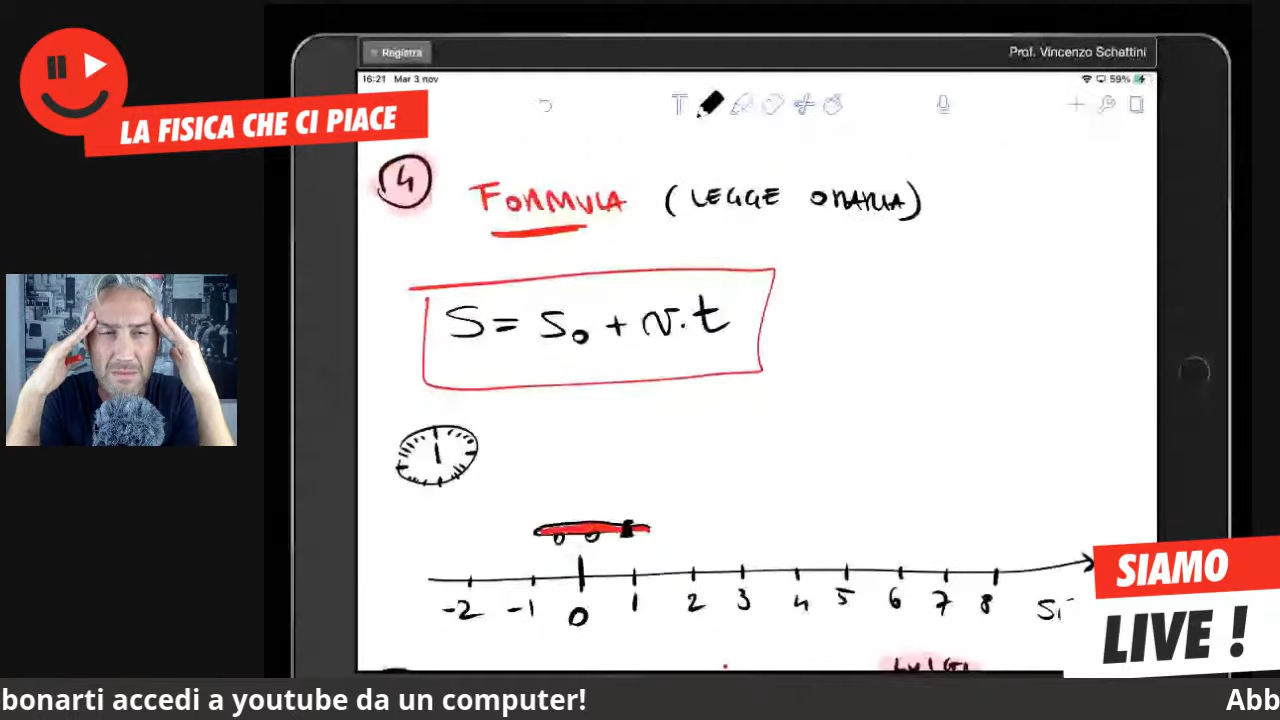 LA FISICA CHE CI PIACE
Registra
Prof. Vincenzo Schettini
16:21 Mar 3 nov
59%
4
FORMULA (LEGGE ORARIA)
S = S₀ + v.t
-2 -1 0 1 2 3 4 5 6 7 8
SIAMO
LIVE !
bonarti accedi a youtube da un computer!
Abb